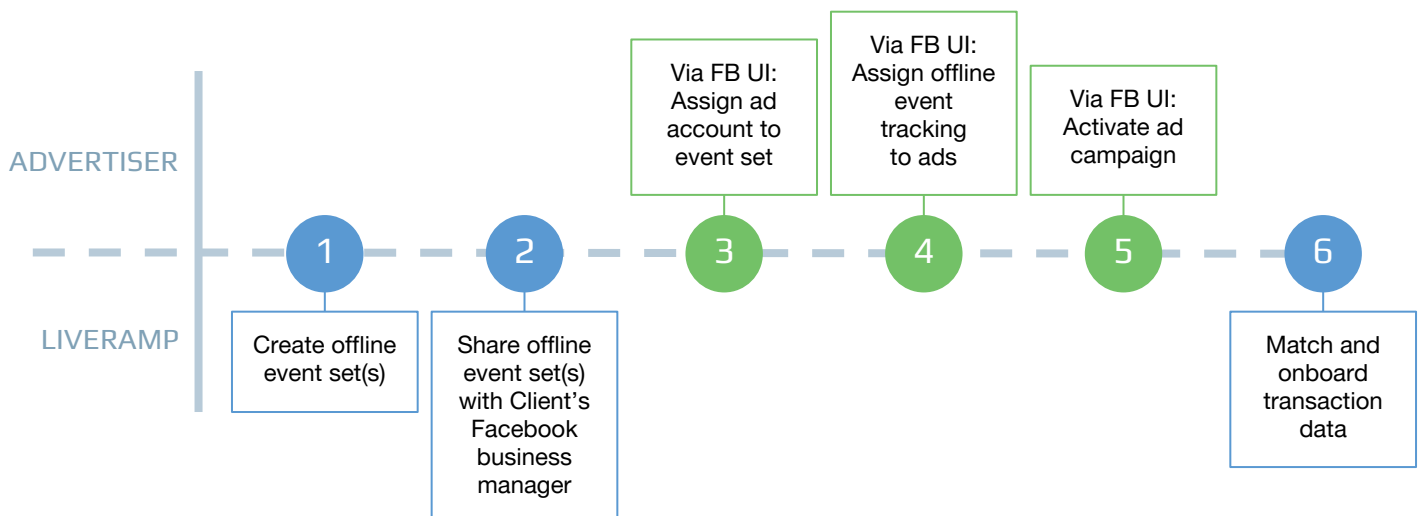 ADVERTISER
LIVERAMP
1
Create offline
event set(s)
2
Share offline
event set(s)
with Client’s
Facebook
business
manager
Via FB UI:
Assign ad
account to
event set
3
Via FB UI:
Assign offline
event
tracking
to ads
4
Via FB UI:
Activate ad
campaign
5
6
Match and
onboard
transaction
data